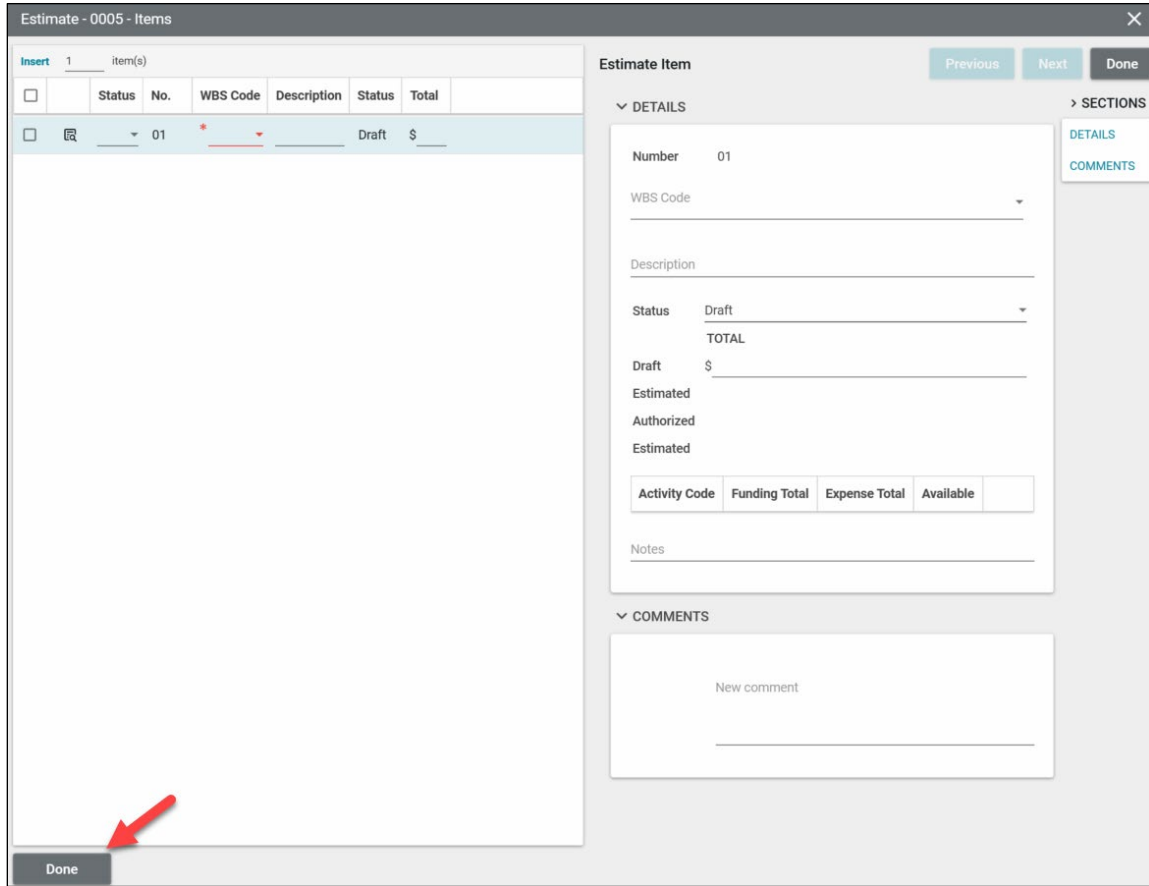 Estimate - 0005 - Items
Insert 1 item(s)
Status No. WBS Code Description Status Total
01 * Draft $
Done
Estimate Item
Previous Next Done
DETAILS
Number 01
WBS Code
Description
Status Draft
TOTAL
Draft $
Estimated
Authorized
Estimated
Activity Code Funding Total Expense Total Available
Notes
COMMENTS
New comment
> SECTIONS
DETAILS
COMMENTS